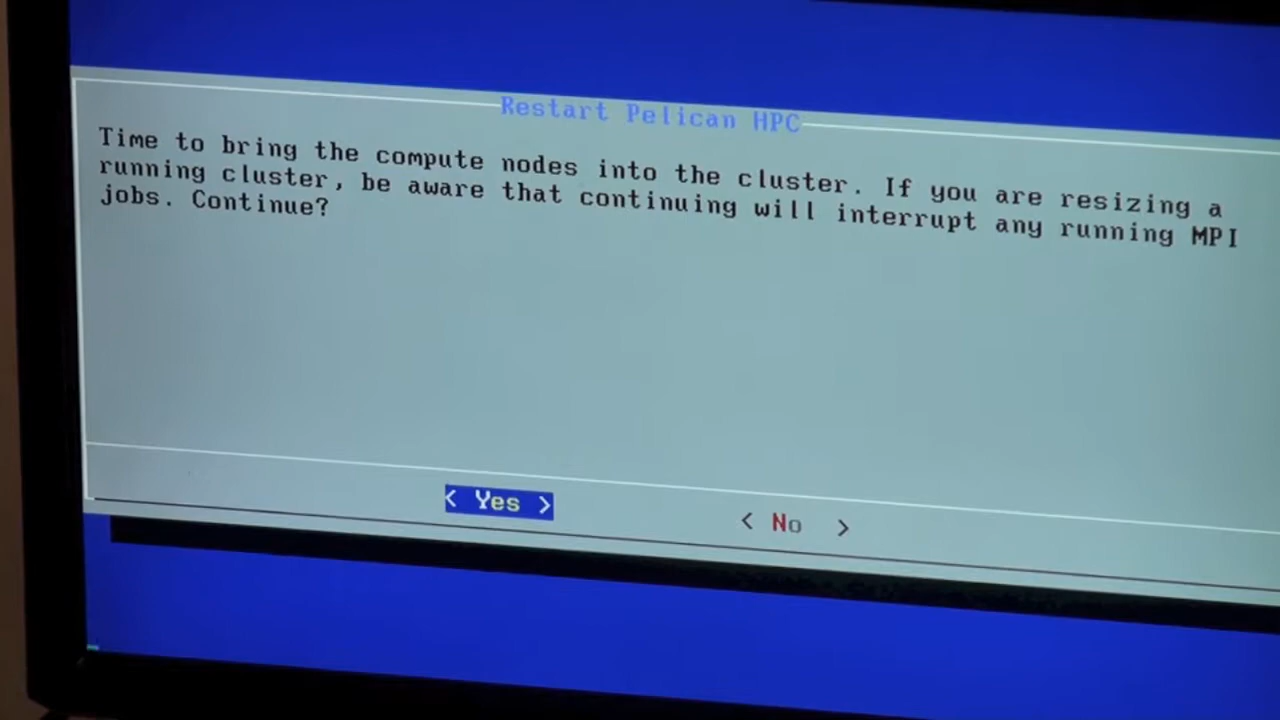 Restart Pelican HPC
Time to bring the compute nodes into the cluster. If you are resizing a
running cluster, be aware that continuing will interrupt any running MPI
jobs. Continue?
< Yes >
< No >